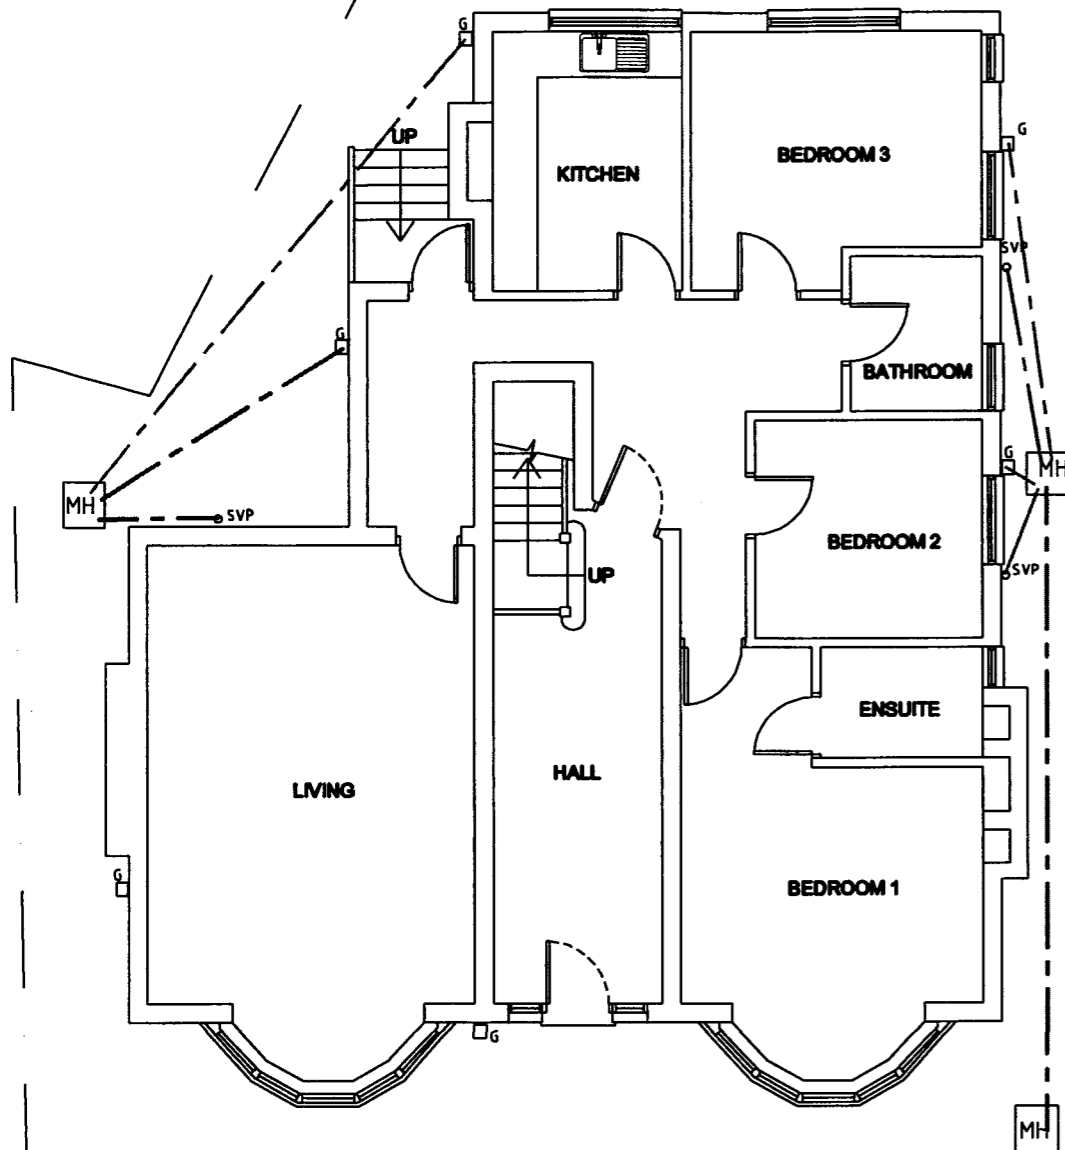 G
UP
KITCHEN
BEDROOM 3
G
SVP
G
BATHROOM
G
MH
MH
SVP
BEDROOM 2
UP
SVP
ENSUITE
HALL
LIVING
BEDROOM 1
G
G
MH